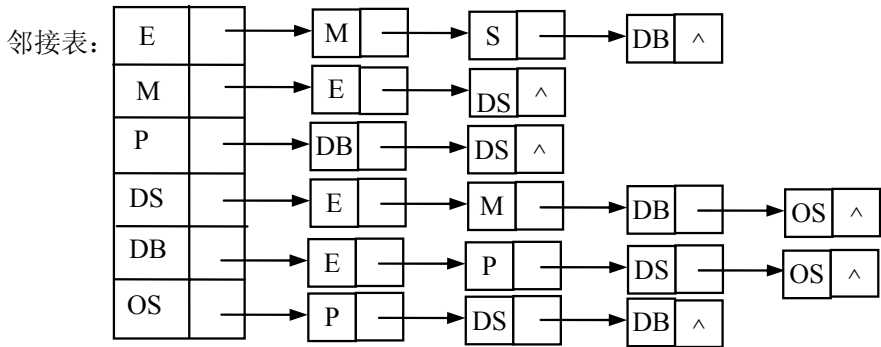 邻接表: E M S DB ^
M E DS ^
P DB DS ^
DS E M DB OS ^
DB E P DS OS ^
OS P DS DB ^